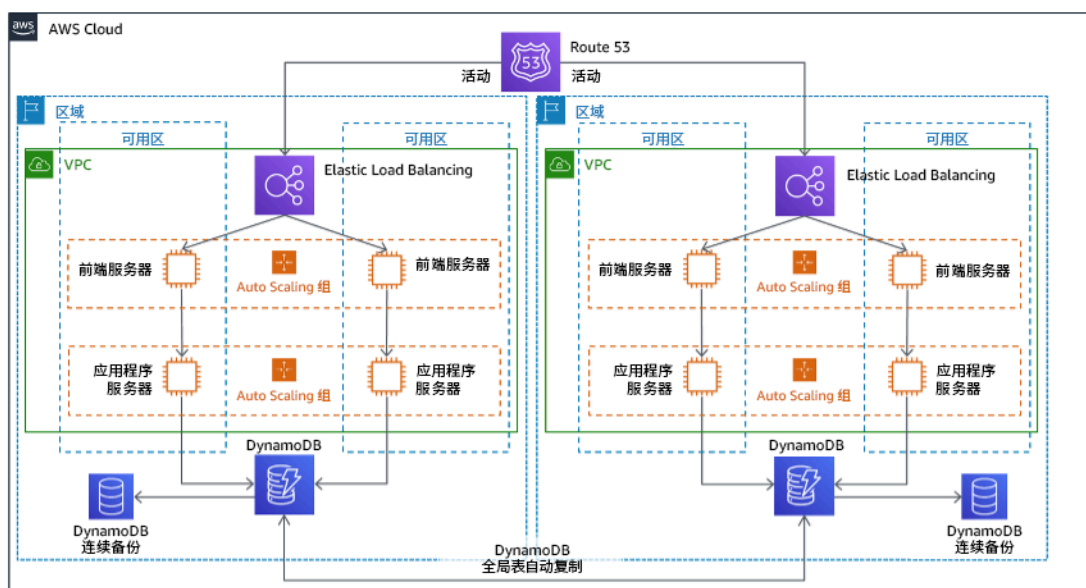 aws
AWS Cloud
Route 53
53
活动
活动
区域
区域
可用区
可用区
可用区
可用区
VPC
Elastic Load Balancing
VPC
Elastic Load Balancing
前端服务器
前端服务器
Auto Scaling 组
前端服务器
前端服务器
Auto Scaling 组
应用程序
服务器
应用程序
服务器
Auto Scaling 组
应用程序
服务器
应用程序
服务器
Auto Scaling 组
DynamoDB
DynamoDB
DynamoDB
连续备份
DynamoDB
连续备份
DynamoDB
全局表自动复制